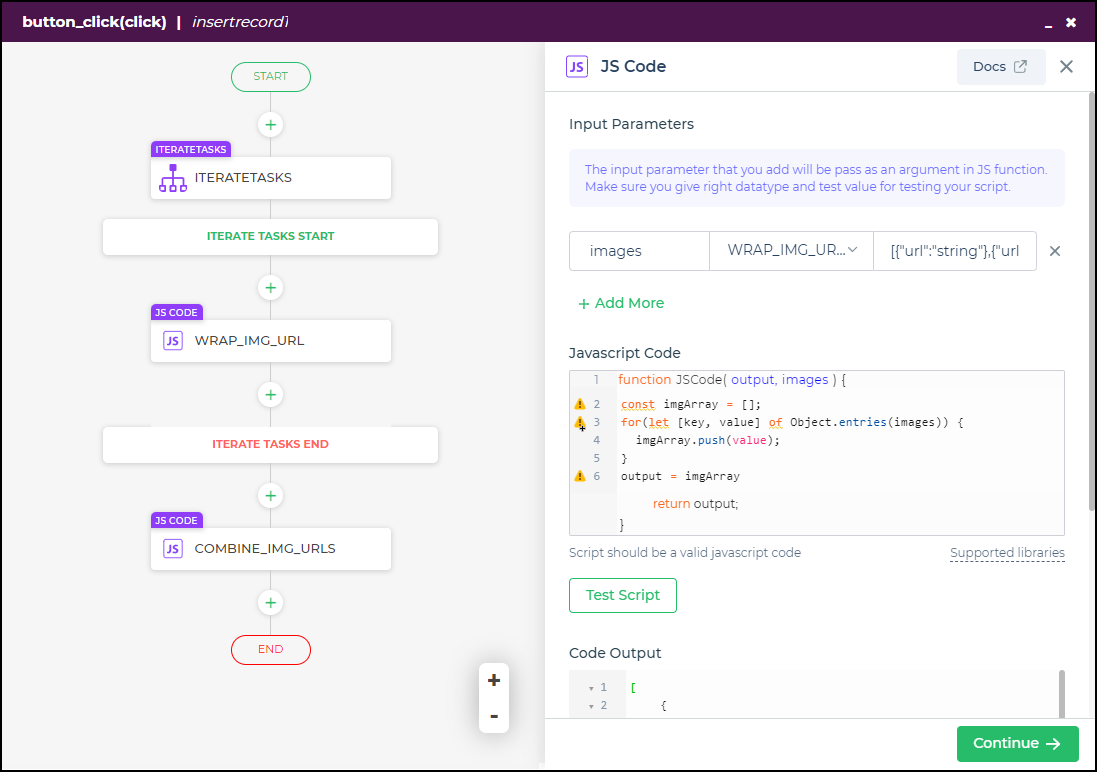 button_click(click) | insertrecord1
START
ITERATETASKS
ITERATETASKS
ITERATE TASKS START
JS CODE
JS WRAP_IMG_URL
ITERATE TASKS END
JS CODE
JS COMBINE_IMG_URLS
END
+
-
JS JS Code
Docs
Input Parameters
The input parameter that you add will be pass as an argument in JS function.
Make sure you give right datatype and test value for testing your script.
images WRAP_IMG_UR... [{"url":"string"},{"url
+ Add More
Javascript Code
1 function JSCode( output, images ) {
2 const imgArray = [];
3 for(let [key, value] of Object.entries(images)) {
4 imgArray.push(value);
5 }
6 output = imgArray
return output;
}
Script should be a valid javascript code Supported libraries
Test Script
Code Output
1 [
2 {
Continue →